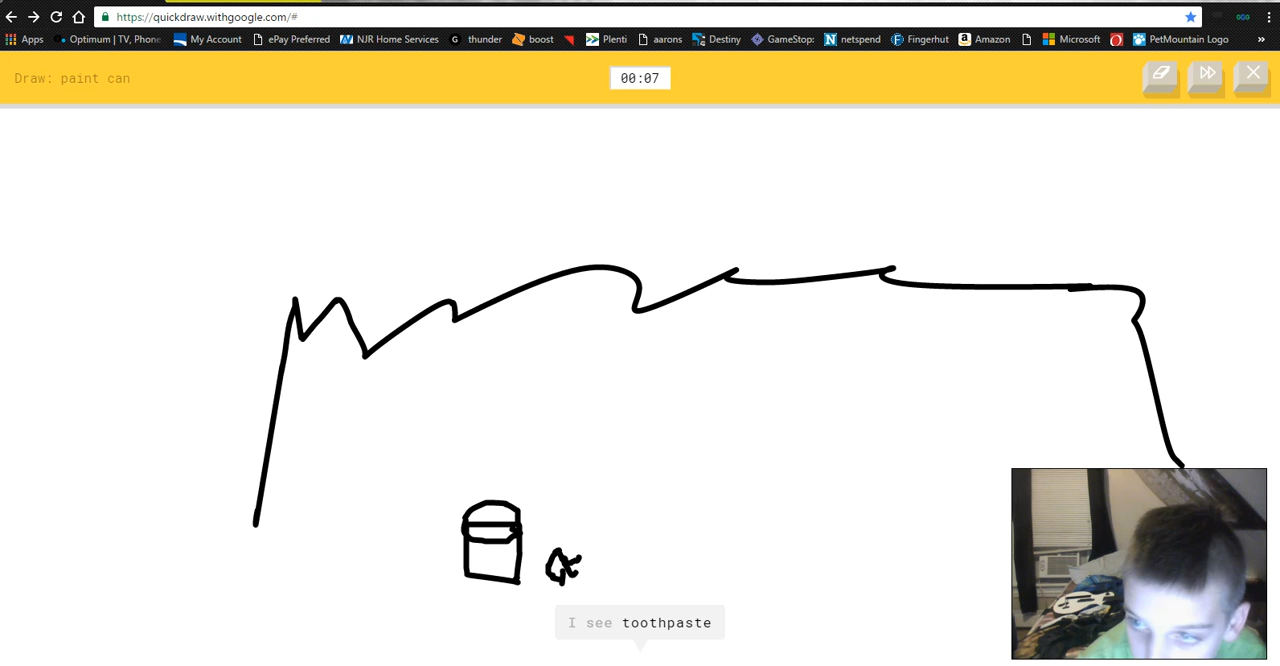 https://quickdraw.withgoogle.com/#
Apps Optimum | TV, Phone My Account ePay Preferred NJR Home Services thunder boost Plenti aarons Destiny GameStop: netspend Fingerhut Amazon Microsoft PetMountain Logo »
Draw: paint can 00:07
I see toothpaste